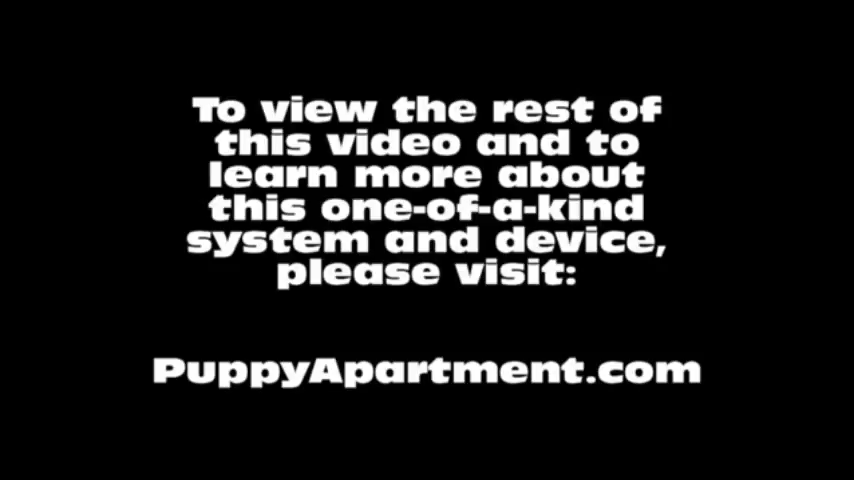 To view the rest of
this video and to
learn more about
this one-of-a-kind
system and device,
please visit:
PuppyApartment.com